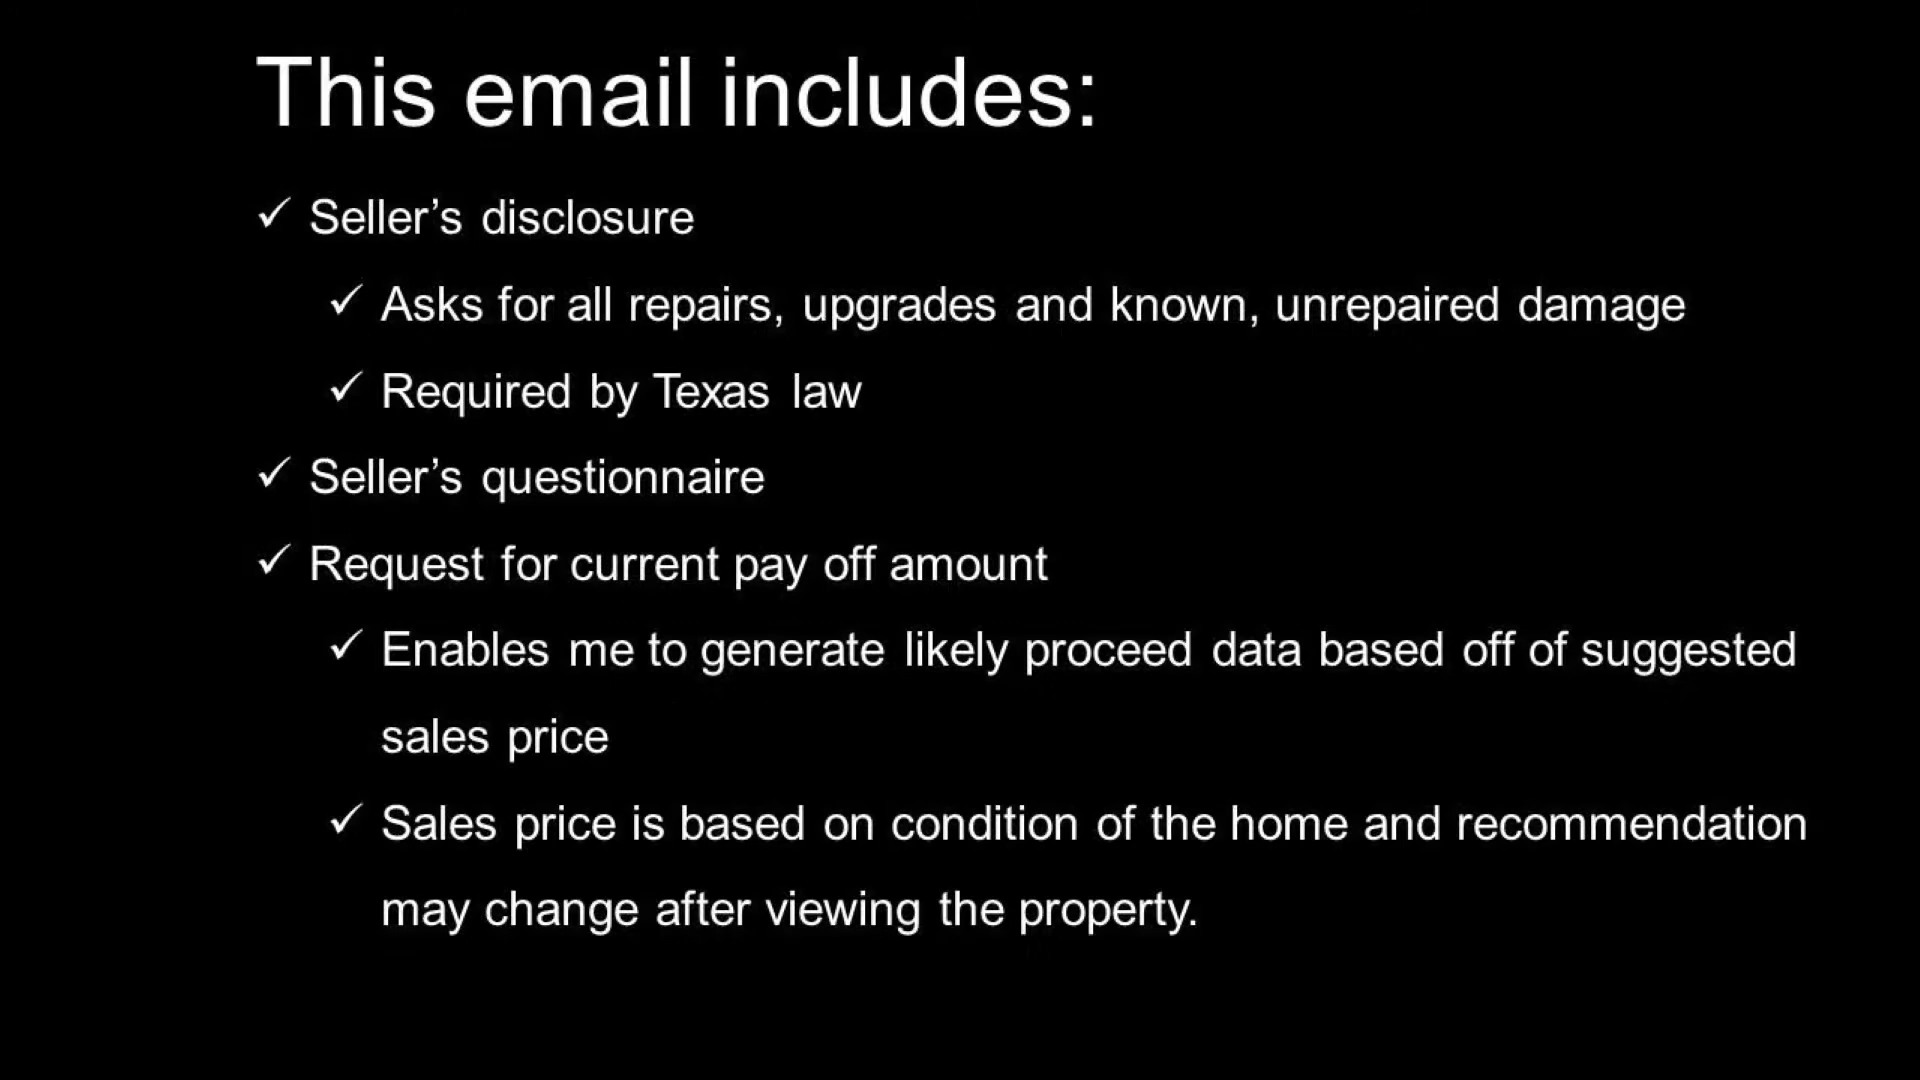 This email includes:
✓ Seller’s disclosure
✓ Asks for all repairs, upgrades and known, unrepaired damage
✓ Required by Texas law
✓ Seller’s questionnaire
✓ Request for current pay off amount
✓ Enables me to generate likely proceed data based off of suggested
sales price
✓ Sales price is based on condition of the home and recommendation
may change after viewing the property.